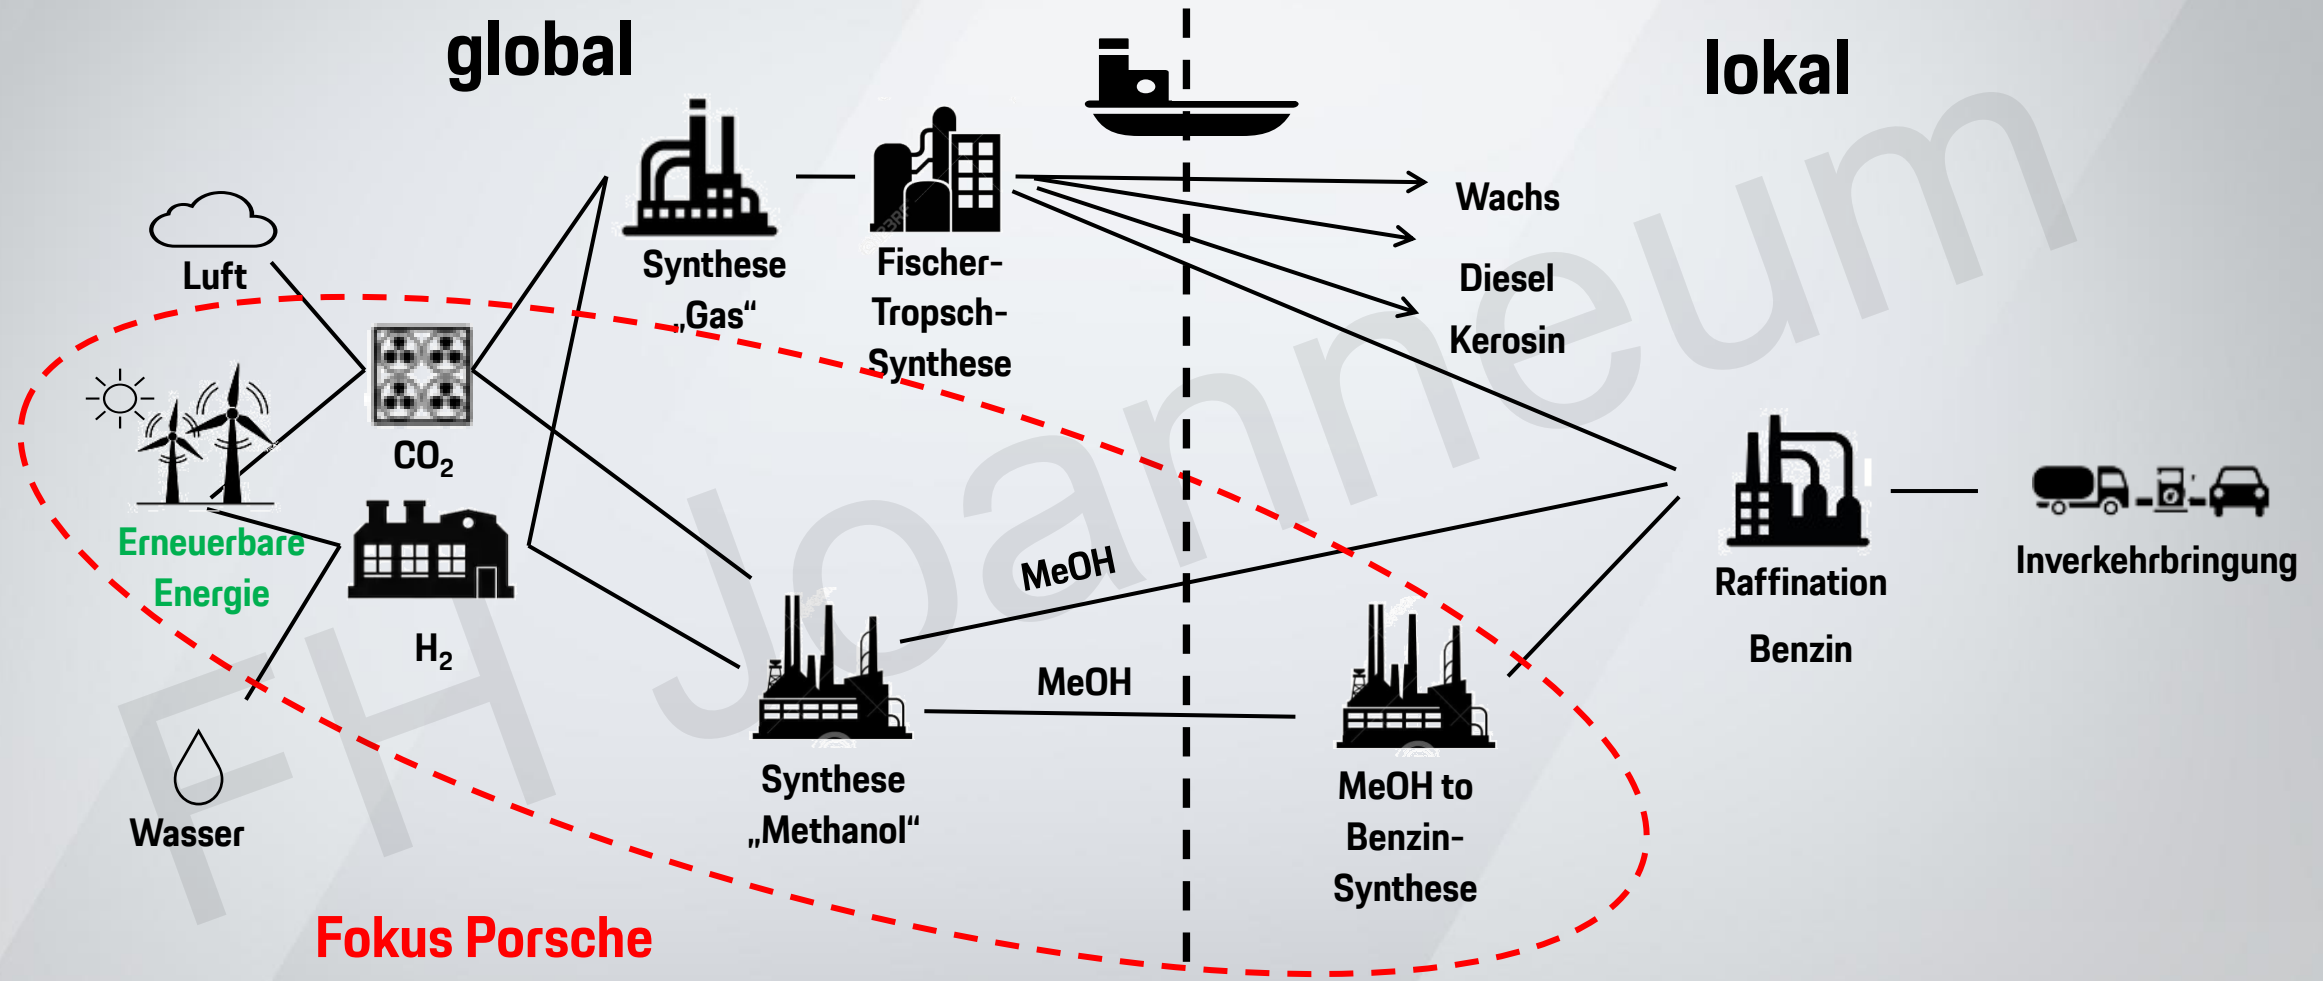 global
lokal
Luft
Synthese
„Gas“
Fischer-
Tropsch-
Synthese
Wachs
Diesel
Kerosin
CO₂
Erneuerbare
Energie
H₂
Wasser
MeOH
MeOH
Synthese
„Methanol“
MeOH to
Benzin-
Synthese
Raffination
Benzin
Inverkehrbringung
Fokus Porsche
FH Joanneum